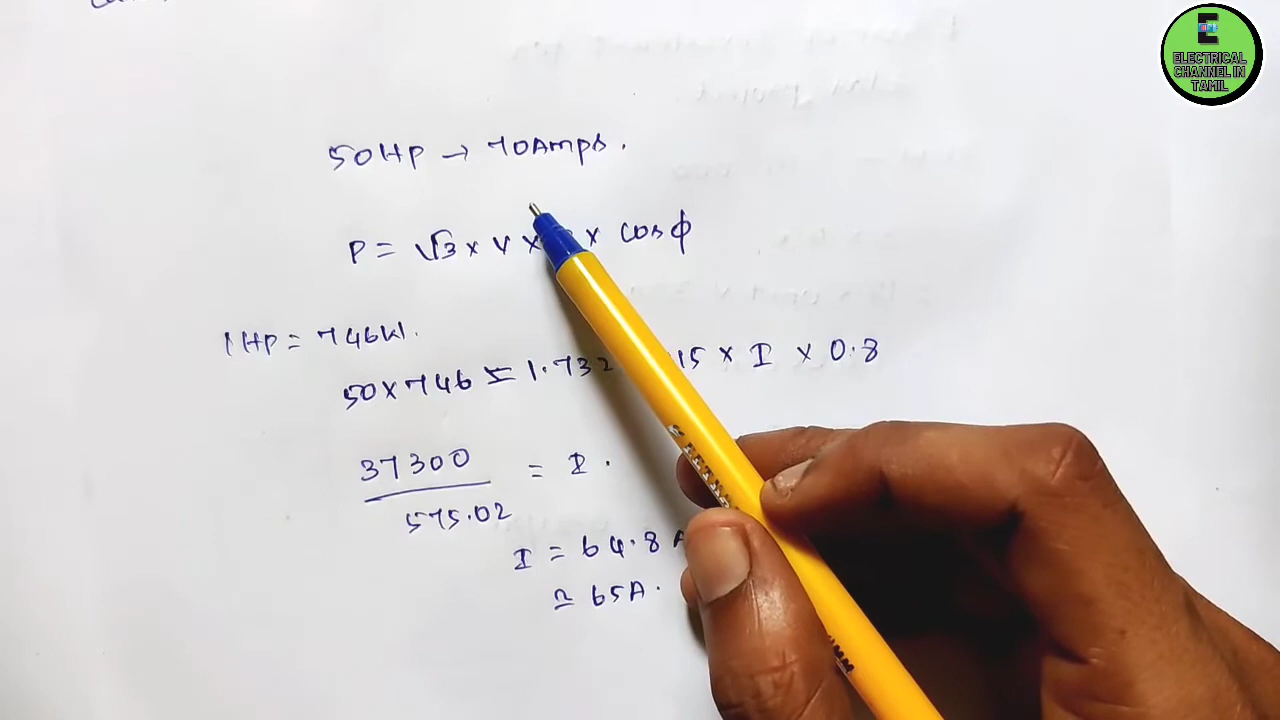 E
ELECTRICAL
CHANNEL IN
TAMIL
50HP → 70Amps.
P = √3 × V × × cosϕ
1HP = 746W.
50×746 = 1.732 15 × I × 0.8
37300
575.02
= I.
I = 64.8 A
≅ 65A.